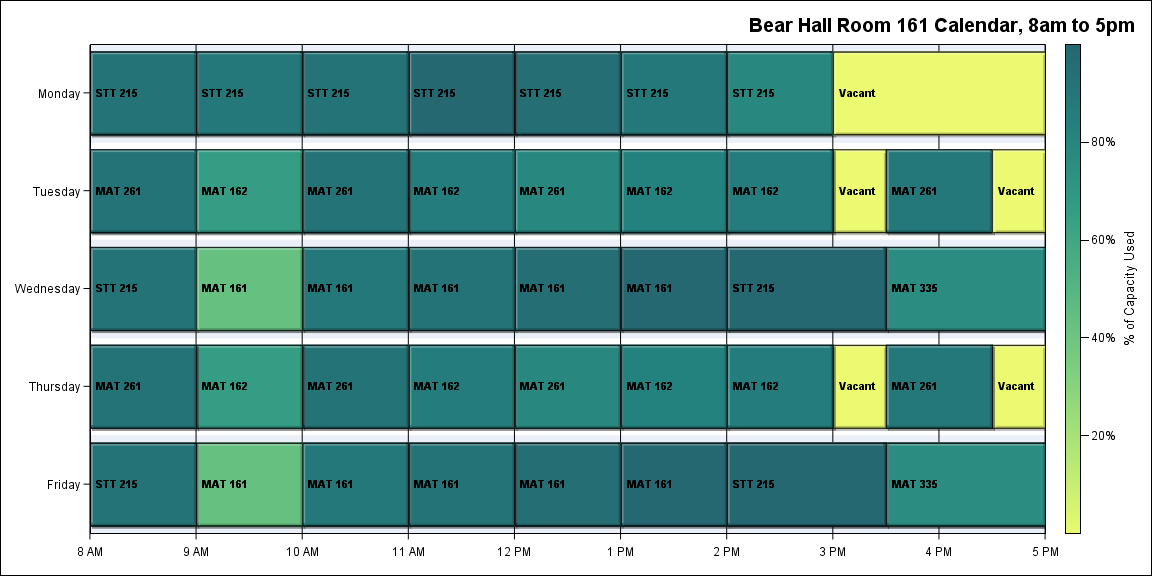 Bear Hall Room 161 Calendar, 8am to 5pm
Monday
STT 215 STT 215 STT 215 STT 215 STT 215 STT 215 STT 215 Vacant
Tuesday
MAT 261 MAT 162 MAT 261 MAT 162 MAT 261 MAT 162 MAT 162 Vacant MAT 261 Vacant
Wednesday
STT 215 MAT 161 MAT 161 MAT 161 MAT 161 MAT 161 STT 215 MAT 335
Thursday
MAT 261 MAT 162 MAT 261 MAT 162 MAT 261 MAT 162 MAT 162 Vacant MAT 261 Vacant
Friday
STT 215 MAT 161 MAT 161 MAT 161 MAT 161 MAT 161 STT 215 MAT 335
8 AM 9 AM 10 AM 11 AM 12 PM 1 PM 2 PM 3 PM 4 PM 5 PM
80%
60%
40%
20%
% of Capacity Used